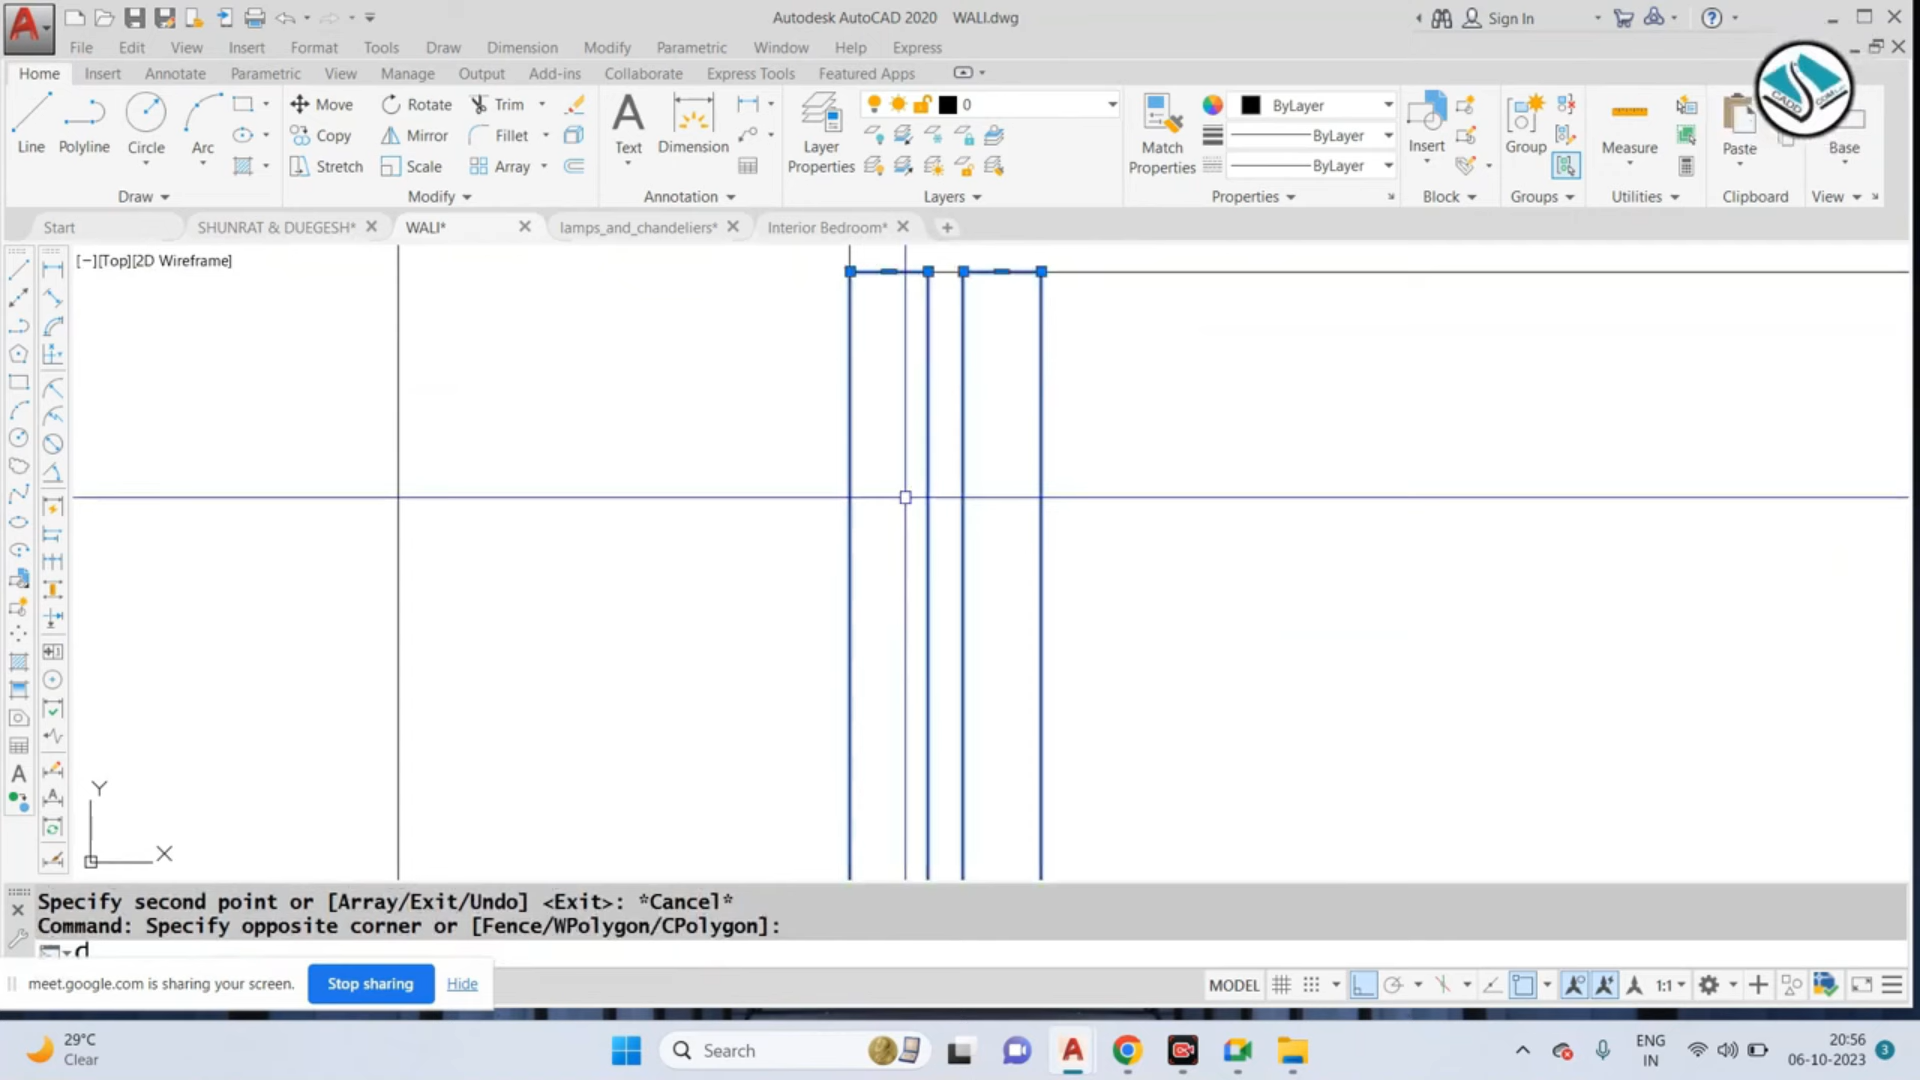 Autodesk AutoCAD 2020 WALI.dwg
Sign In
File Edit View Insert Format Tools Draw Dimension Modify Parametric Window Help Express
Home Insert Annotate Parametric View Manage Output Add-ins Collaborate Express Tools Featured Apps
Line Polyline Circle Arc
Move Rotate Trim
Copy Mirror Fillet
Stretch Scale Array
Text Dimension
Layer Properties
0
Match Properties
ByLayer
ByLayer
ByLayer
Insert
Group
Measure
Paste
Base
Draw Modify Annotation Layers Properties Block Groups Utilities Clipboard View
CADD
Start SHUNRAT & DUEGESH* WALI* lamps_and_chandeliers* Interior Bedroom*
[−][Top][2D Wireframe]
Y
X
Specify second point or [Array/Exit/Undo] <Exit>: *Cancel*
Command: Specify opposite corner or [Fence/WPolygon/CPolygon]:
d
meet.google.com is sharing your screen. Stop sharing Hide
MODEL 1:1
29°C
Clear
Search
ENG
IN
20:56
06-10-2023
3